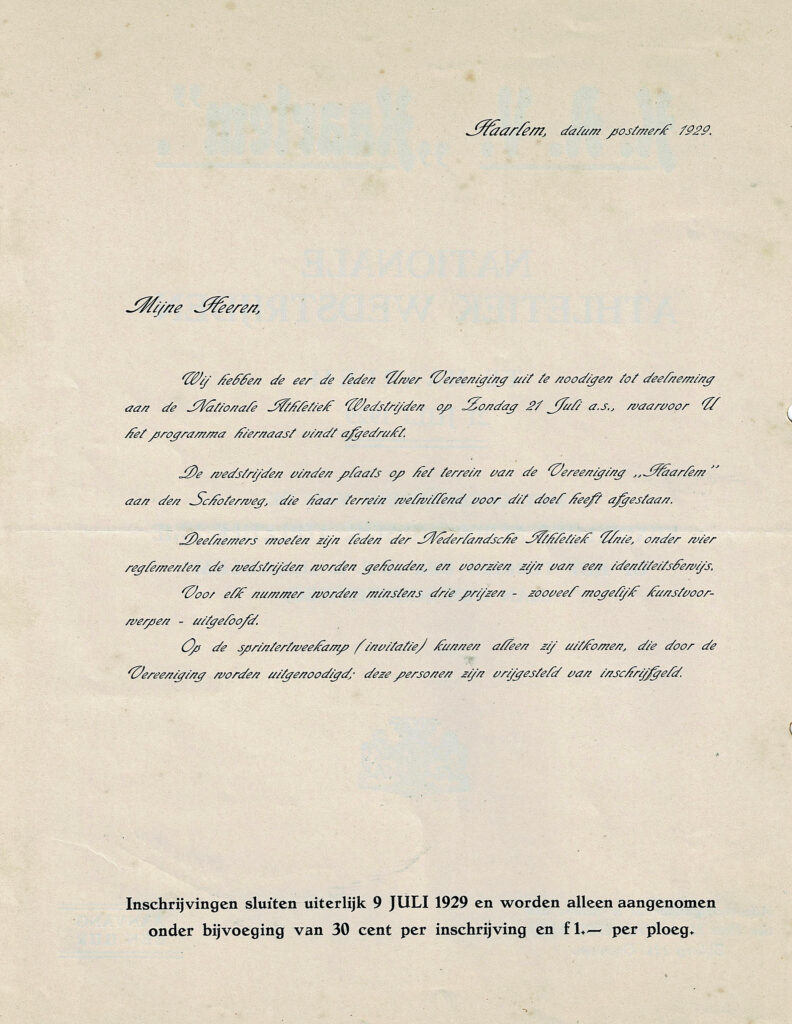 Haarlem, datum postmerk 1929.
Mijne Heeren,
Wij hebben de eer de leden Uwer Vereeniging uit te noodigen tot deelneming
aan de Nationale Athletiek Wedstrijden op Zondag 21 Juli a.s., waarvoor U
het programma hiernaast vindt afgedrukt.
De wedstrijden vinden plaats op het terrein van de Vereeniging „Haarlem”
aan den Schoterweg, die haar terrein welwillend voor dit doel heeft afgestaan.
Deelnemers moeten zijn leden der Nederlandsche Athletiek Unie, onder wier
reglementen de wedstrijden worden gehouden, en voorzien zijn van een identiteitsbewijs.
Voor elk nummer worden minstens drie prijzen - zooveel mogelijk kunstvoor-
werpen - uitgeloofd.
Op de sprintertweekamp (invitatie) kunnen alleen zij uitkomen, die door de
Vereeniging worden uitgenoodigd; deze personen zijn vrijgesteld van inschrijfgeld.
Inschrijvingen sluiten uiterlijk 9 JULI 1929 en worden alleen aangenomen
onder bijvoeging van 30 cent per inschrijving en f 1.— per ploeg.